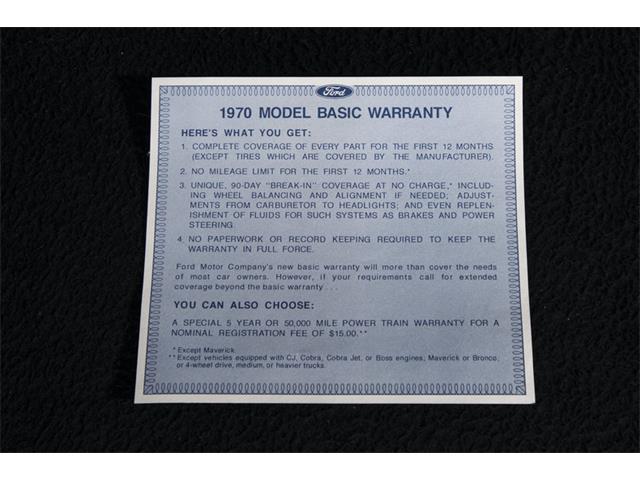 Ford
1970 MODEL BASIC WARRANTY
HERE'S WHAT YOU GET:
1. COMPLETE COVERAGE OF EVERY PART FOR THE FIRST 12 MONTHS
(EXCEPT TIRES WHICH ARE COVERED BY THE MANUFACTURER).
2. NO MILEAGE LIMIT FOR THE FIRST 12 MONTHS.*
3. UNIQUE, 90-DAY "BREAK-IN" COVERAGE AT NO CHARGE,* INCLUD-
ING WHEEL BALANCING AND ALIGNMENT IF NEEDED; ADJUST-
MENTS FROM CARBURETOR TO HEADLIGHTS; AND EVEN REPLEN-
ISHMENT OF FLUIDS FOR SUCH SYSTEMS AS BRAKES AND POWER
STEERING.
4. NO PAPERWORK OR RECORD KEEPING REQUIRED TO KEEP THE
WARRANTY IN FULL FORCE.
Ford Motor Company's new basic warranty will more than cover the needs
of most car owners. However, if your requirements call for extended
coverage beyond the basic warranty . . .
YOU CAN ALSO CHOOSE:
A SPECIAL 5 YEAR OR 50,000 MILE POWER TRAIN WARRANTY FOR A
NOMINAL REGISTRATION FEE OF $15.00.**
* Except Maverick.
** Except vehicles equipped with CJ, Cobra, Cobra Jet, or Boss engines; Maverick or Bronco,
or 4-wheel drive, medium, or heavier trucks.